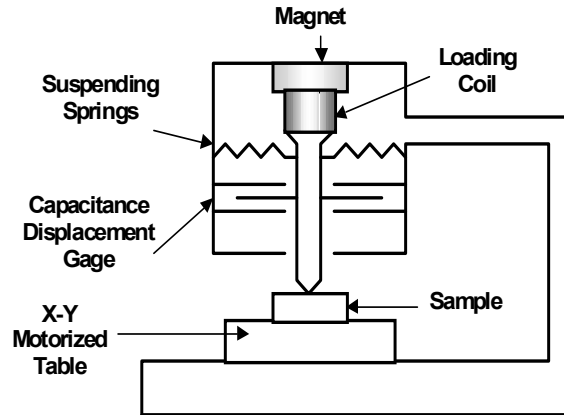 Magnet
Loading
Coil
Suspending
Springs
Capacitance
Displacement
Gage
Sample
X-Y
Motorized
Table